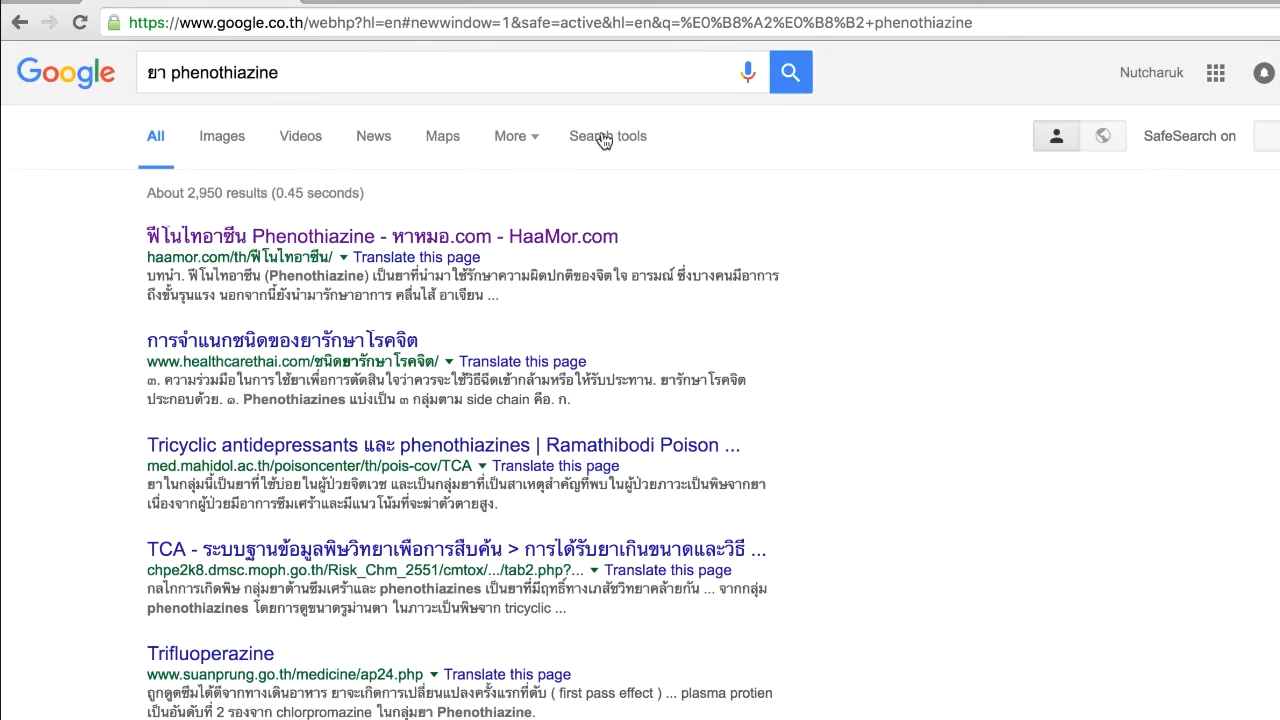 https://www.google.co.th/webhp?hl=en#newwindow=1&safe=active&hl=en&q=%E0%B8%A2%E0%B8%B2+phenothiazine
Google
ยา phenothiazine
Nutcharuk
All Images Videos News Maps More Search tools
SafeSearch on
About 2,950 results (0.45 seconds)
ฟีโนไทอาซีน Phenothiazine - หาหมอ.com - HaaMor.com
haamor.com/th/ฟีโนไทอาซีน/ Translate this page
บทนำ. ฟีโนไทอาซีน (Phenothiazine) เป็นยาที่นำมาใช้รักษาความผิดปกติของจิตใจ อารมณ์ ซึ่งบางคนมีอาการ
ถึงขั้นรุนแรง นอกจากนี้ยังนำมารักษาอาการ คลื่นไส้ อาเจียน ...
การจำแนกชนิดของยารักษาโรคจิต
www.healthcarethai.com/ชนิดยารักษาโรคจิต/ Translate this page
๓. ความร่วมมือในการใช้ยาเพื่อการตัดสินใจว่าควรจะใช้วิธีฉีดเข้ากล้ามหรือให้รับประทาน. ยารักษาโรคจิต
ประกอบด้วย. ๑. Phenothiazines แบ่งเป็น ๓ กลุ่มตาม side chain คือ. ก.
Tricyclic antidepressants และ phenothiazines | Ramathibodi Poison ...
med.mahidol.ac.th/poisoncenter/th/pois-cov/TCA Translate this page
ยาในกลุ่มนี้เป็นยาที่ใช้บ่อยในผู้ป่วยจิตเวช และเป็นกลุ่มยาที่เป็นสาเหตุสำคัญที่พบในผู้ป่วยภาวะเป็นพิษจากยา
เนื่องจากผู้ป่วยมีอาการซึมเศร้าและมีแนวโน้มที่จะฆ่าตัวตายสูง.
TCA - ระบบฐานข้อมูลพิษวิทยาเพื่อการสืบค้น > การได้รับยาเกินขนาดและวิธี ...
chpe2k8.dmsc.moph.go.th/Risk_Chm_2551/cmtox/.../tab2.php?... Translate this page
กลไกการเกิดพิษ กลุ่มยาต้านซึมเศร้าและ phenothiazines เป็นยาที่มีฤทธิ์ทางเภสัชวิทยาคล้ายกัน ... จากกลุ่ม
phenothiazines โดยการดูขนาดรูม่านตา ในภาวะเป็นพิษจาก tricyclic ...
Trifluoperazine
www.suanprung.go.th/medicine/ap24.php Translate this page
ถูกดูดซึมได้ดีจากทางเดินอาหาร ยาจะเกิดการเปลี่ยนแปลงครั้งแรกที่ตับ ( first pass effect ) ... plasma protien
เป็นอันดับที่ 2 รองจาก chlorpromazine ในกลุ่มยา Phenothiazine.